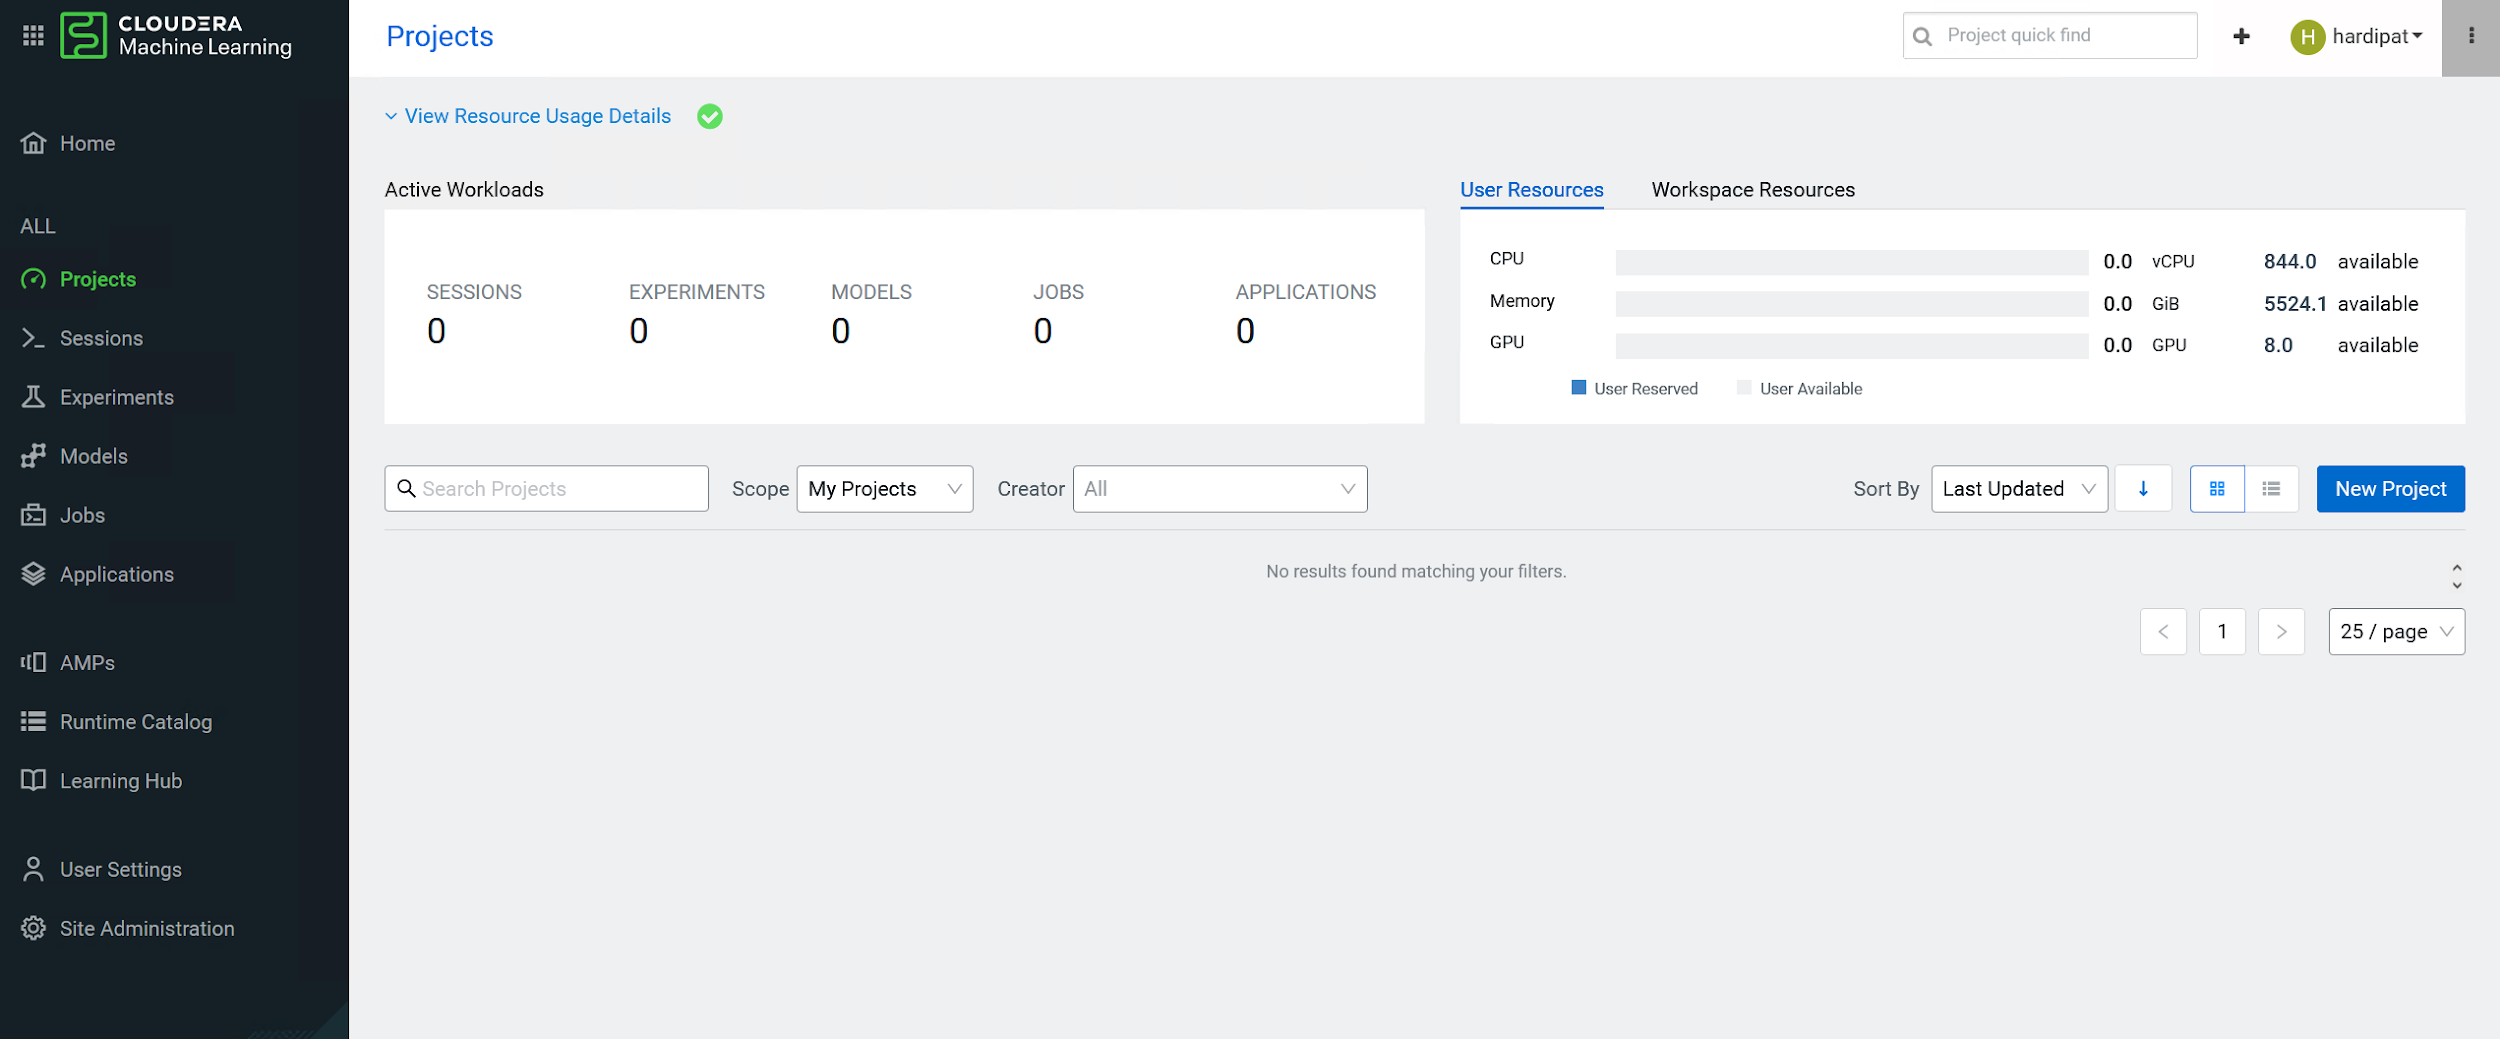 CLOUDERA
Machine Learning
Projects
Project quick find
H
hardipat
Home
ALL
Projects
Sessions
Experiments
Models
Jobs
Applications
AMPs
Runtime Catalog
Learning Hub
User Settings
Site Administration
View Resource Usage Details
Active Workloads
SESSIONS EXPERIMENTS MODELS JOBS APPLICATIONS
0 0 0 0 0
User Resources Workspace Resources
CPU 0.0 vCPU 844.0 available
Memory 0.0 GiB 5524.1 available
GPU 0.0 GPU 8.0 available
User Reserved User Available
Search Projects Scope My Projects Creator All Sort By Last Updated New Project
No results found matching your filters.
< 1 > 25 / page